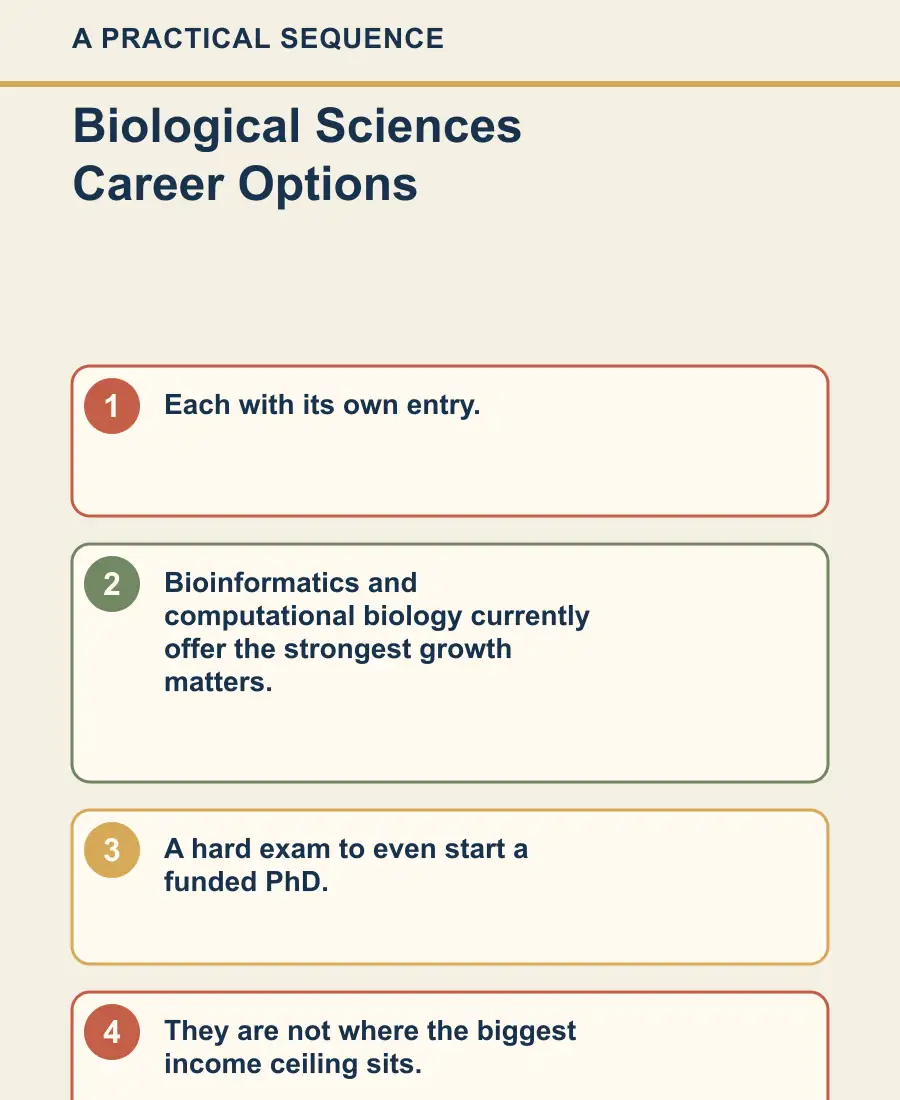 A PRACTICAL SEQUENCE
Biological Sciences
Career Options
1
Each with its own entry.
2
Bioinformatics and
computational biology currently
offer the strongest growth
matters.
3
A hard exam to even start a
funded PhD.
4
They are not where the biggest
income ceiling sits.